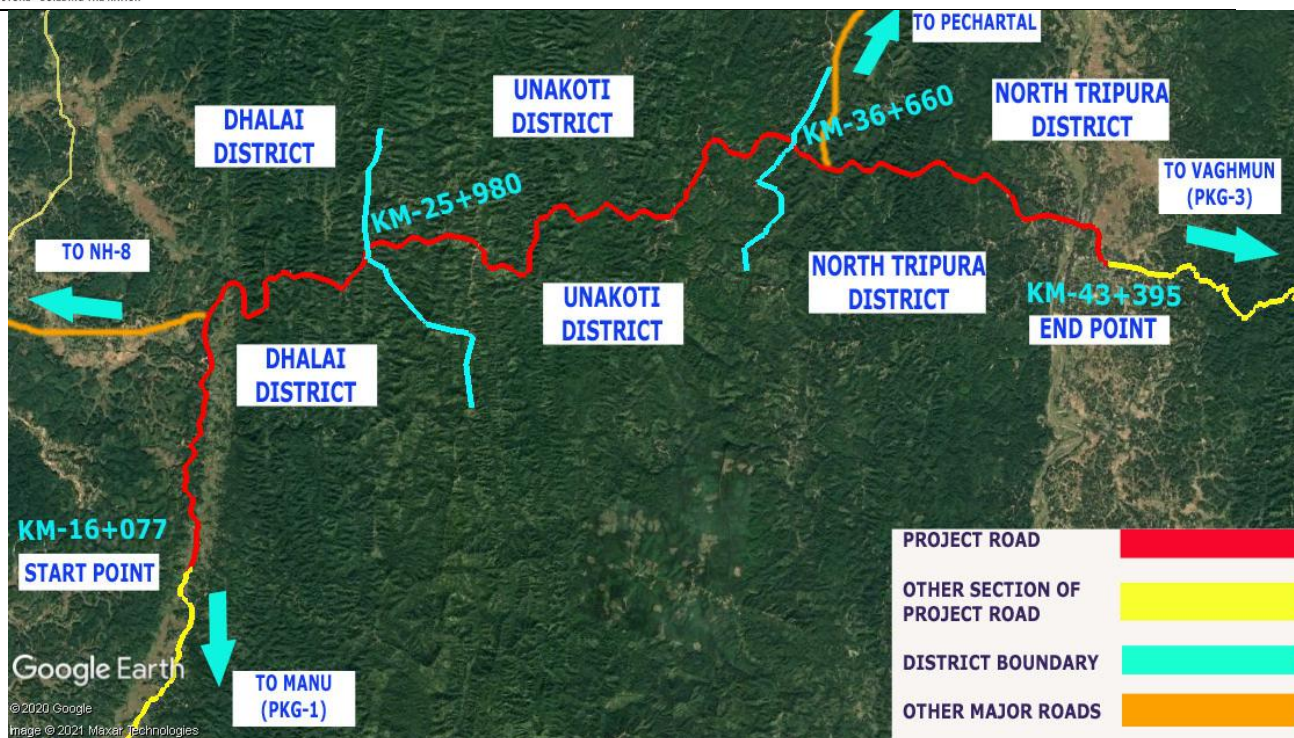 TO PECHARTAL
UNAKOTI
DISTRICT
NORTH TRIPURA
DISTRICT
DHALAI
DISTRICT
KM-36+660
TO VAGHMUN
(PKG-3)
KM-25+980
TO NH-8
NORTH TRIPURA
DISTRICT
UNAKOTI
DISTRICT
KM-43+395
END POINT
DHALAI
DISTRICT
KM-16+077
START POINT
PROJECT ROAD
OTHER SECTION OF
PROJECT ROAD
DISTRICT BOUNDARY
OTHER MAJOR ROADS
Google Earth
TO MANU
(PKG-1)
© 2020 Google
Image © 2021 Maxar Technologies